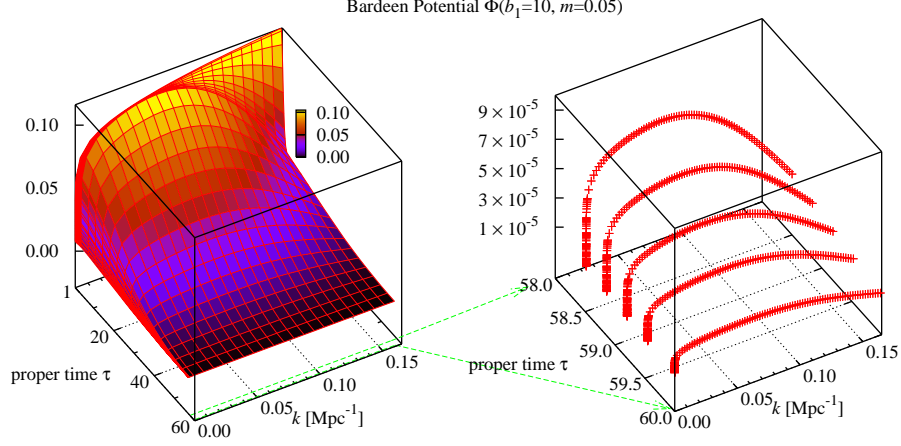 Bardeen Potential Φ(b₁=10, m=0.05)
0.10
0.05
0.00
0.10
0.05
0.00
1
20
40
60
proper time τ
0.00
0.05
0.10
0.15
k [Mpc⁻¹]
9 × 10⁻⁵
7 × 10⁻⁵
5 × 10⁻⁵
3 × 10⁻⁵
1 × 10⁻⁵
58.0
58.5
59.0
59.5
60.0
proper time τ
0.00
0.05
0.10
0.15
k [Mpc⁻¹]